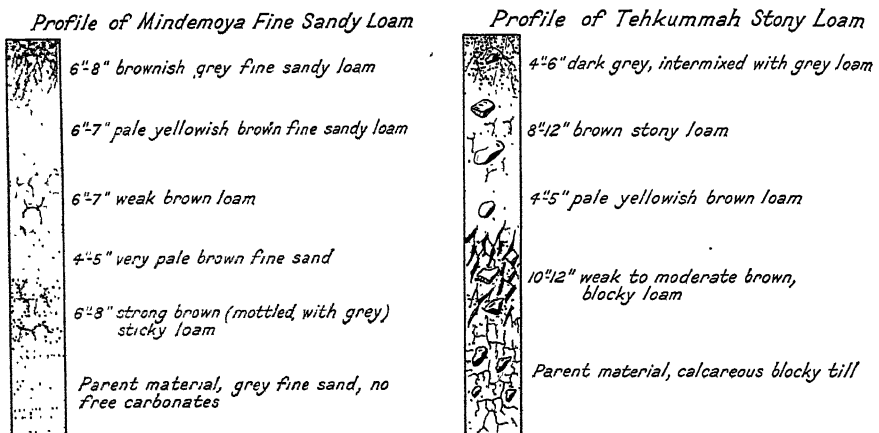 Profile of Mindemoya Fine Sandy Loam
6"-8" brownish grey fine sandy loam
6"-7" pale yellowish brown fine sandy loam
6"-7" weak brown loam
4"-5" very pale brown fine sand
6"-8" strong brown (mottled with grey)
sticky loam
Parent material, grey fine sand, no
free carbonates
Profile of Tehkummah Stony Loam
4"-6" dark grey, intermixed with grey loam
8"-12" brown stony loam
4"-5" pale yellowish brown loam
10"-12" weak to moderate brown,
blocky loam
Parent material, calcareous blocky till